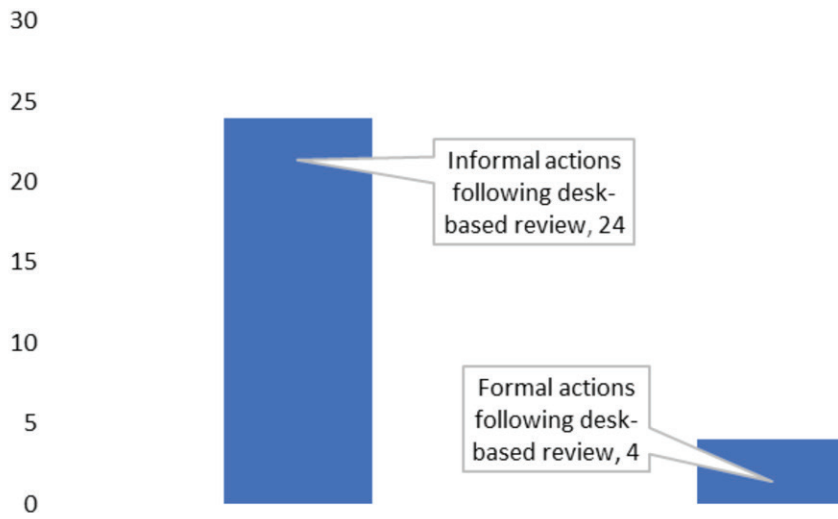 30
25
20
15
10
5
0
Informal actions
following desk-
based review, 24
Formal actions
following desk-
based review, 4